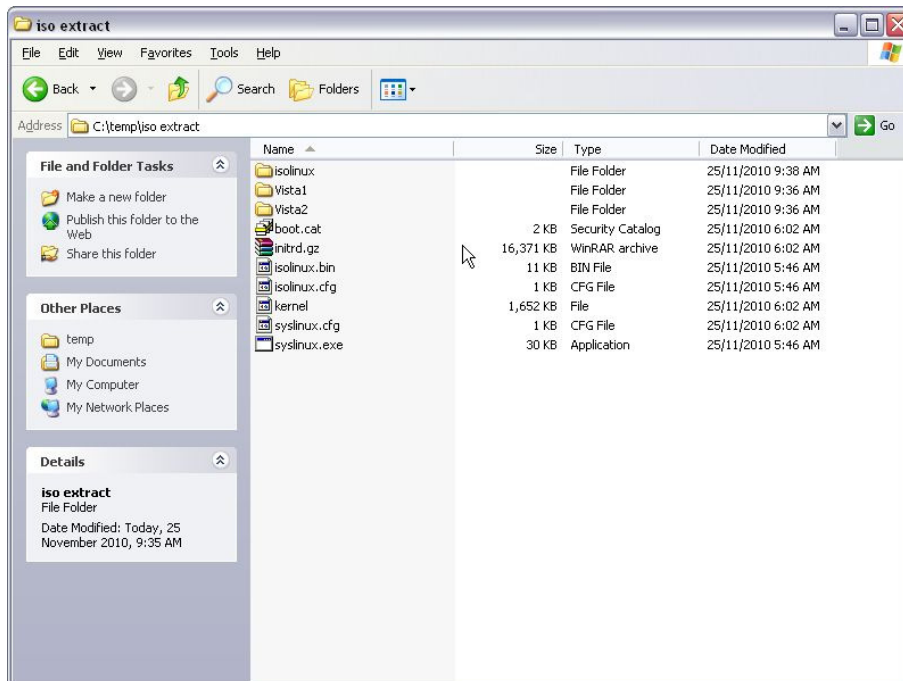 iso extract
File Edit View Favorites Tools Help
Back Search Folders
Address C:\temp\iso extract Go
File and Folder Tasks
Make a new folder
Publish this folder to the
Web
Share this folder
Other Places
temp
My Documents
My Computer
My Network Places
Details
iso extract
File Folder
Date Modified: Today, 25
November 2010, 9:35 AM
Name Size Type Date Modified
isolinux File Folder 25/11/2010 9:38 AM
Vista1 File Folder 25/11/2010 9:36 AM
Vista2 File Folder 25/11/2010 9:36 AM
boot.cat 2 KB Security Catalog 25/11/2010 6:02 AM
initrd.gz 16,371 KB WinRAR archive 25/11/2010 6:02 AM
isolinux.bin 11 KB BIN File 25/11/2010 5:46 AM
isolinux.cfg 1 KB CFG File 25/11/2010 5:46 AM
kernel 1,652 KB File 25/11/2010 6:02 AM
syslinux.cfg 1 KB CFG File 25/11/2010 6:02 AM
syslinux.exe 30 KB Application 25/11/2010 5:46 AM